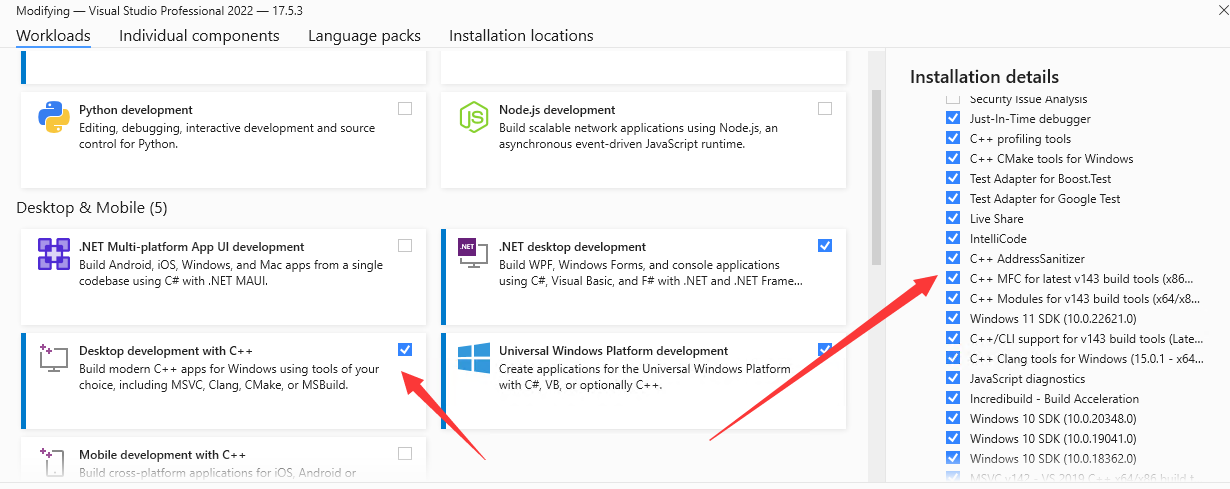 Modifying — Visual Studio Professional 2022 — 17.5.3
Workloads Individual components Language packs Installation locations
Python development
Editing, debugging, interactive development and source
control for Python.
JS
Node.js development
Build scalable network applications using Node.js, an
asynchronous event-driven JavaScript runtime.
Desktop & Mobile (5)
.NET Multi-platform App UI development
Build Android, iOS, Windows, and Mac apps from a single
codebase using C# with .NET MAUI.
.NET
.NET desktop development
Build WPF, Windows Forms, and console applications
using C#, Visual Basic, and F# with .NET and .NET Frame...
Desktop development with C++
Build modern C++ apps for Windows using tools of your
choice, including MSVC, Clang, CMake, or MSBuild.
Universal Windows Platform development
Create applications for the Universal Windows Platform
with C#, VB, or optionally C++.
Mobile development with C++
Build cross-platform applications for iOS, Android or
Installation details
Security Issue Analysis
Just-In-Time debugger
C++ profiling tools
C++ CMake tools for Windows
Test Adapter for Boost.Test
Test Adapter for Google Test
Live Share
IntelliCode
C++ AddressSanitizer
C++ MFC for latest v143 build tools (x86...
C++ Modules for v143 build tools (x64/x8...
Windows 11 SDK (10.0.22621.0)
C++/CLI support for v143 build tools (Late...
C++ Clang tools for Windows (15.0.1 - x64...
JavaScript diagnostics
Incredibuild - Build Acceleration
Windows 10 SDK (10.0.20348.0)
Windows 10 SDK (10.0.19041.0)
Windows 10 SDK (10.0.18362.0)
MSVC v142 - VS 2019 C++ x64/x86 build t...